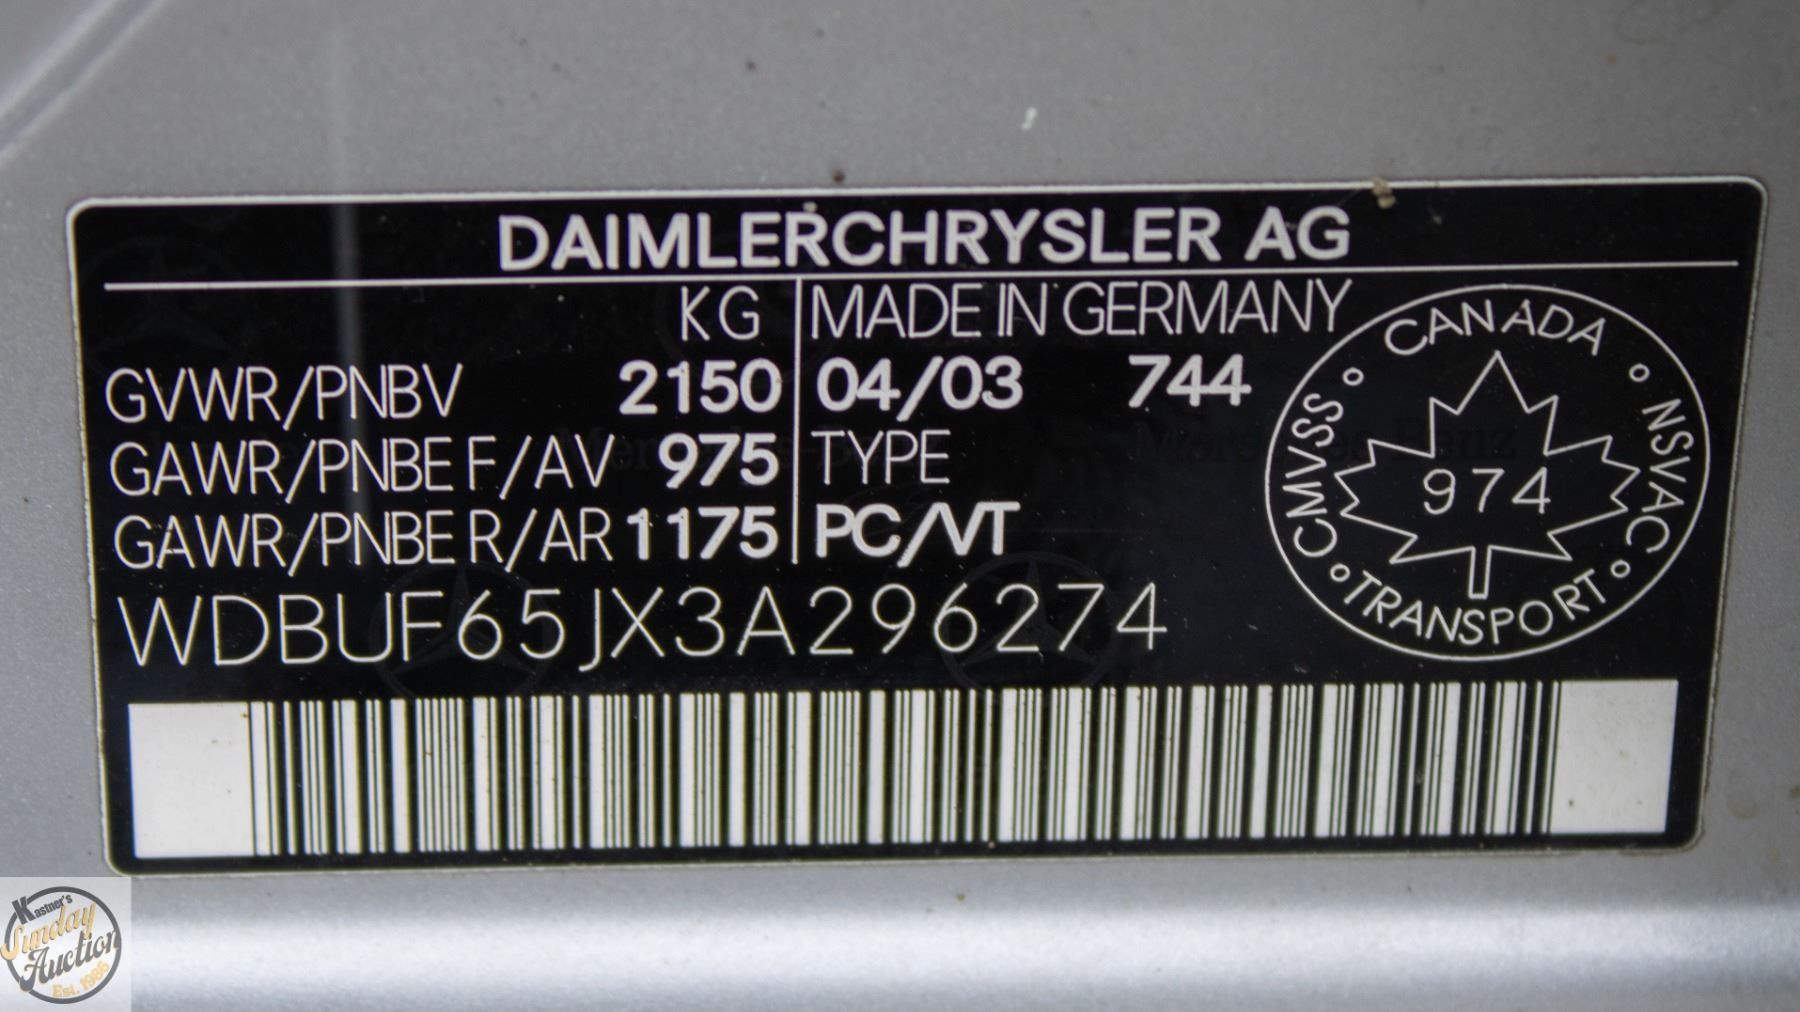 DAIMLERCHRYSLER AG
KG MADE IN GERMANY
GVWR/PNBV 2150 04/03 744
GAWR/PNBE F/AV 975 TYPE
GAWR/PNBE R/AR 1175 PC/VT
WDBUF65JX3A296274
CANADA
CMVSS
NSVAC
974
TRANSPORT
Kastner's
Sunday
Auction
Est. 1986